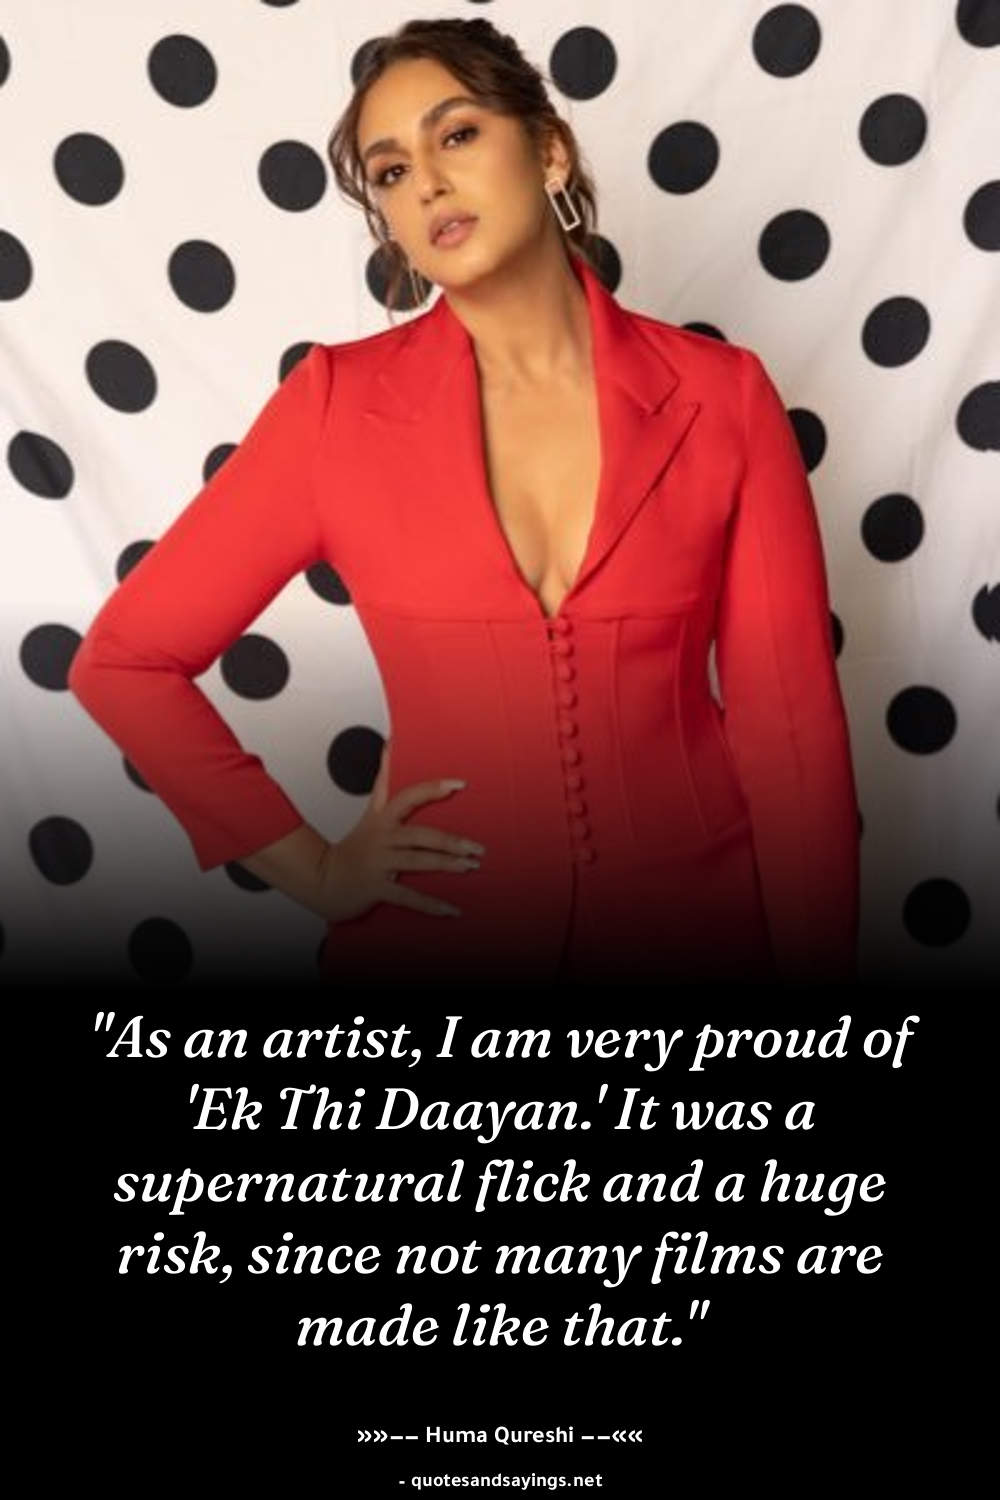 "As an artist, I am very proud of
'Ek Thi Daayan.' It was a
supernatural flick and a huge
risk, since not many films are
made like that."
»»–– Huma Qureshi ––««
- quotesandsayings.net